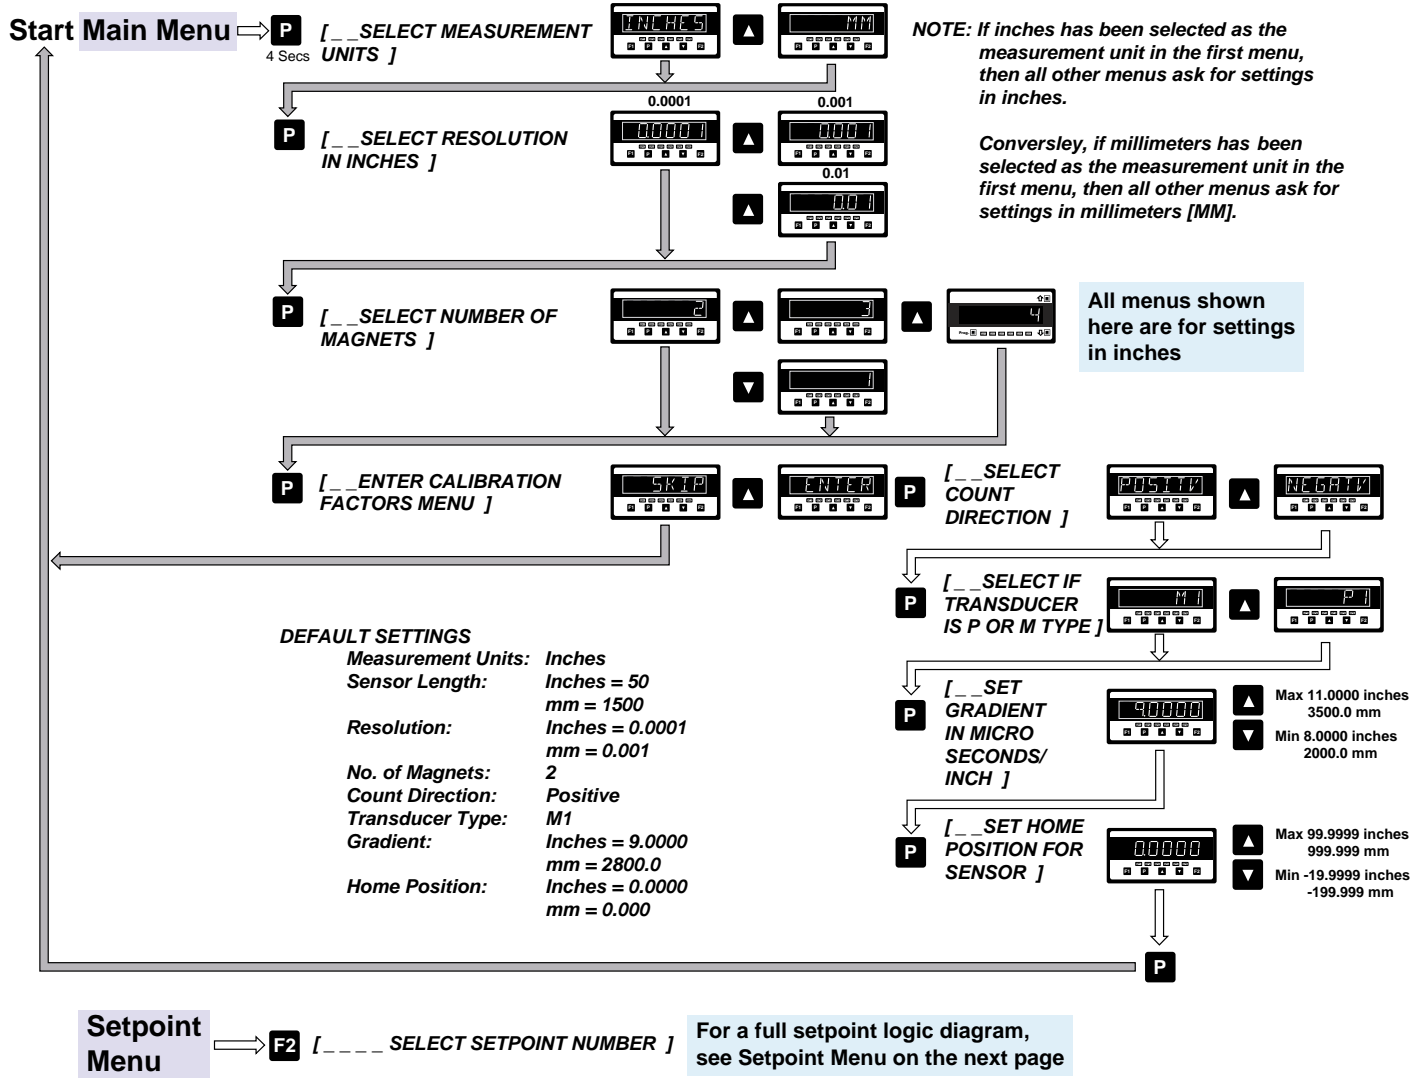 Start Main Menu P [ _ _SELECT MEASUREMENT
4 Secs UNITS ]
INCHES
MM
NOTE: If inches has been selected as the
measurement unit in the first menu,
then all other menus ask for settings
in inches.
Conversley, if millimeters has been
selected as the measurement unit in the
first menu, then all other menus ask for
settings in millimeters [MM].
P [ _ _SELECT RESOLUTION
IN INCHES ]
0.0001
0.0001
0.001
0.001
0.01
0.01
P [ _ _SELECT NUMBER OF
MAGNETS ]
2
3
4
Prog.
1
All menus shown
here are for settings
in inches
P [ _ _ENTER CALIBRATION
FACTORS MENU ]
SKIP
ENTER
P [ _ _SELECT
COUNT
DIRECTION ]
POSITV
NEGATV
P [ _ _SELECT IF
TRANSDUCER
IS P OR M TYPE ]
M1
P1
P [ _ _SET
GRADIENT
IN MICRO
SECONDS/
INCH ]
9.0000
Max 11.0000 inches
3500.0 mm
Min 8.0000 inches
2000.0 mm
P [ _ _SET HOME
POSITION FOR
SENSOR ]
0.0000
Max 99.9999 inches
999.999 mm
Min -19.9999 inches
-199.999 mm
P
DEFAULT SETTINGS
Measurement Units: Inches
Sensor Length: Inches = 50
mm = 1500
Resolution: Inches = 0.0001
mm = 0.001
No. of Magnets: 2
Count Direction: Positive
Transducer Type: M1
Gradient: Inches = 9.0000
mm = 2800.0
Home Position: Inches = 0.0000
mm = 0.000
Setpoint
Menu
F2 [ _ _ _ _ SELECT SETPOINT NUMBER ]
For a full setpoint logic diagram,
see Setpoint Menu on the next page